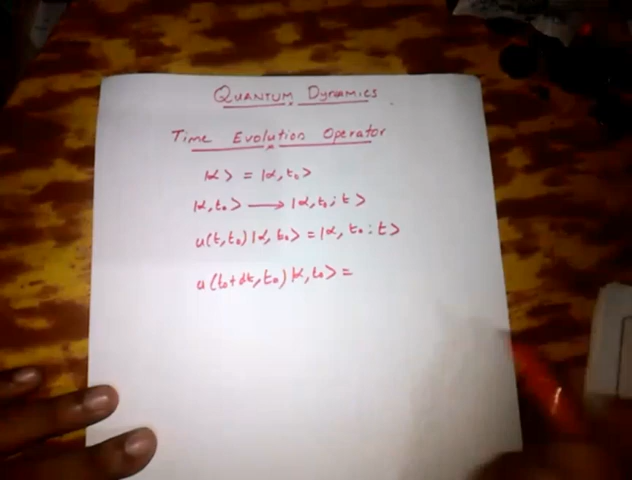 QUANTUM DYNAMICS
Time Evolution Operator
|α> = |α, t₀>
|α, t₀> ⟶ |α, t₀; t>
u(t, t₀) |α, t₀> = |α, t₀; t>
u(t₀+dt, t₀) |α, t₀> =